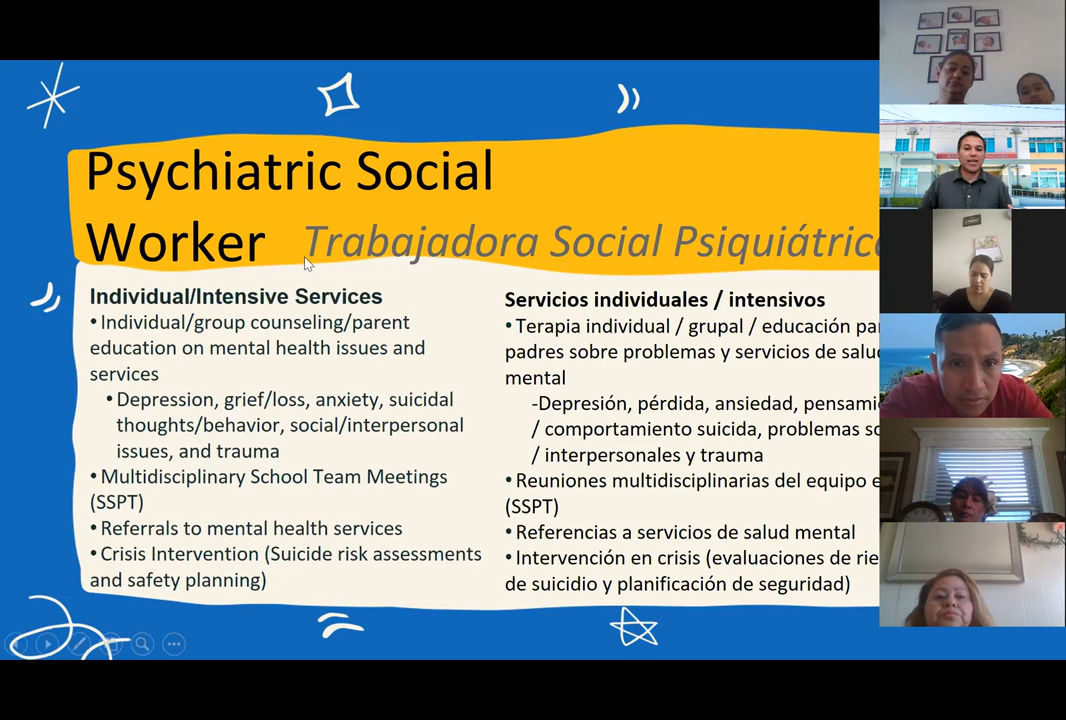 Psychiatric Social
Worker Trabajadora Social Psiquiátrica
Individual/Intensive Services
•Individual/group counseling/parent
education on mental health issues and
services
•Depression, grief/loss, anxiety, suicidal
thoughts/behavior, social/interpersonal
issues, and trauma
•Multidisciplinary School Team Meetings
(SSPT)
•Referrals to mental health services
•Crisis Intervention (Suicide risk assessments
and safety planning)
Servicios individuales / intensivos
•Terapia individual / grupal / educación
padres sobre problemas y servicios de
mental
-Depresión, pérdida, ansiedad,
/ comportamiento suicida, problemas
/ interpersonales y trauma
•Reuniones multidisciplinarias del equipo
(SSPT)
•Referencias a servicios de salud mental
•Intervención en crisis (evaluaciones de
de suicidio y planificación de seguridad)